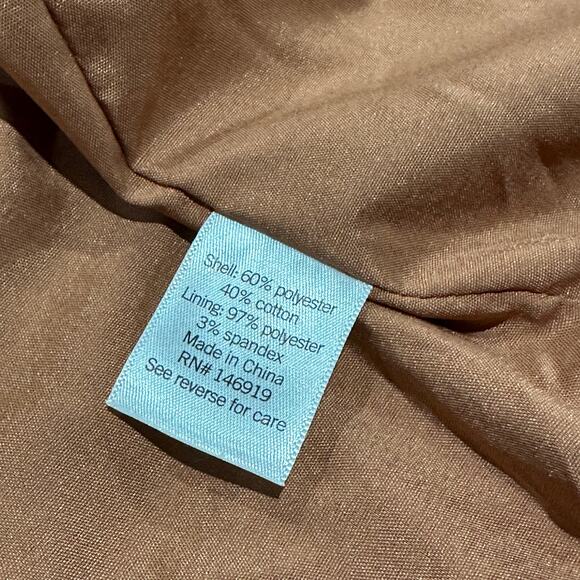 Shell: 60% polyester
40% cotton
Lining: 97% polyester
3% spandex
Made in China
RN# 146919
See reverse for care